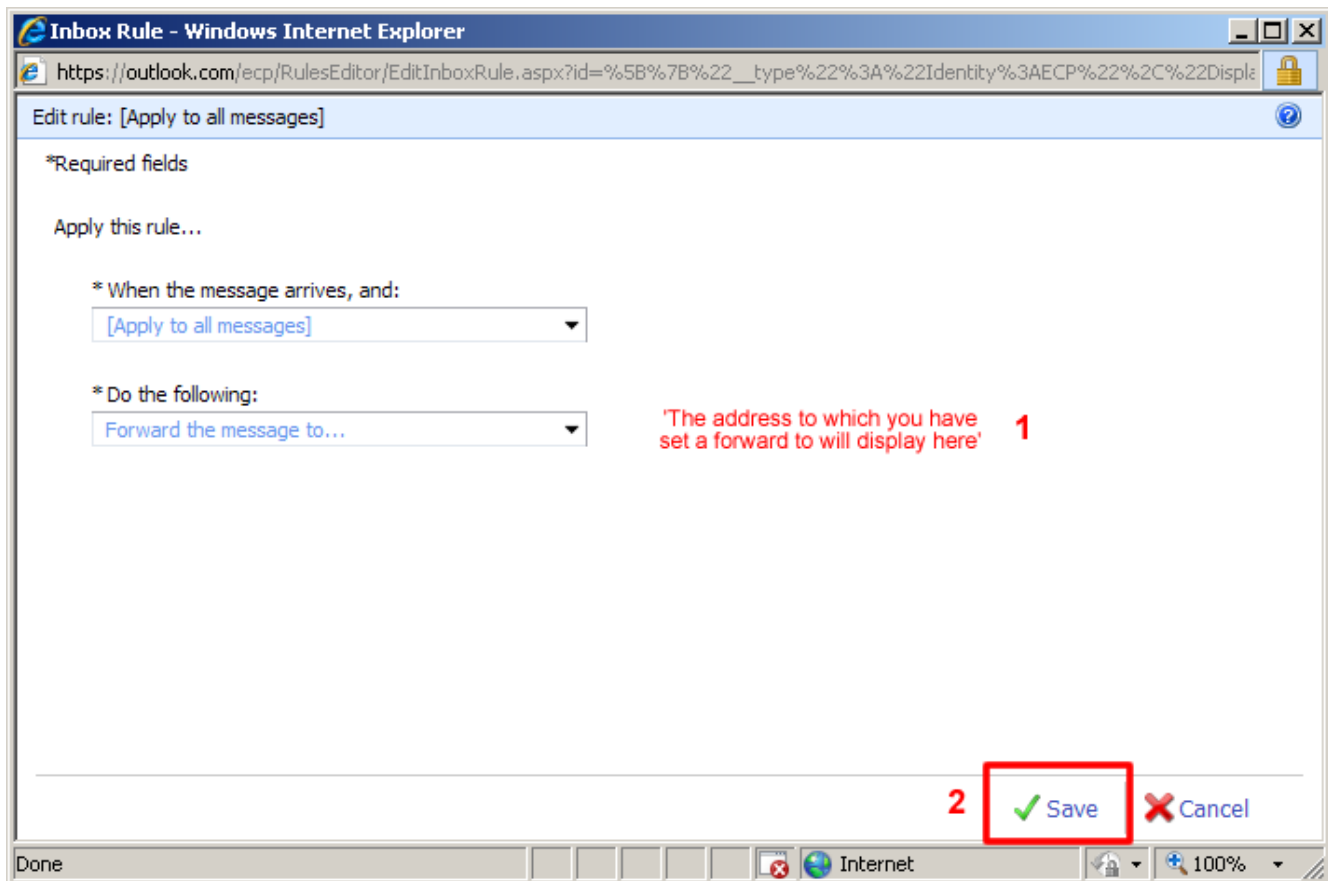 Inbox Rule - Windows Internet Explorer
https://outlook.com/ecp/RulesEditor/EditInboxRule.aspx?id=%5B%7B%22__type%22%3A%22Identity%3AECP%22%2C%22Displa
Edit rule: [Apply to all messages]
*Required fields
Apply this rule...
* When the message arrives, and:
[Apply to all messages]
* Do the following:
Forward the message to...
'The address to which you have
set a forward to will display here'
1
2
Save
Cancel
Done
Internet
100%